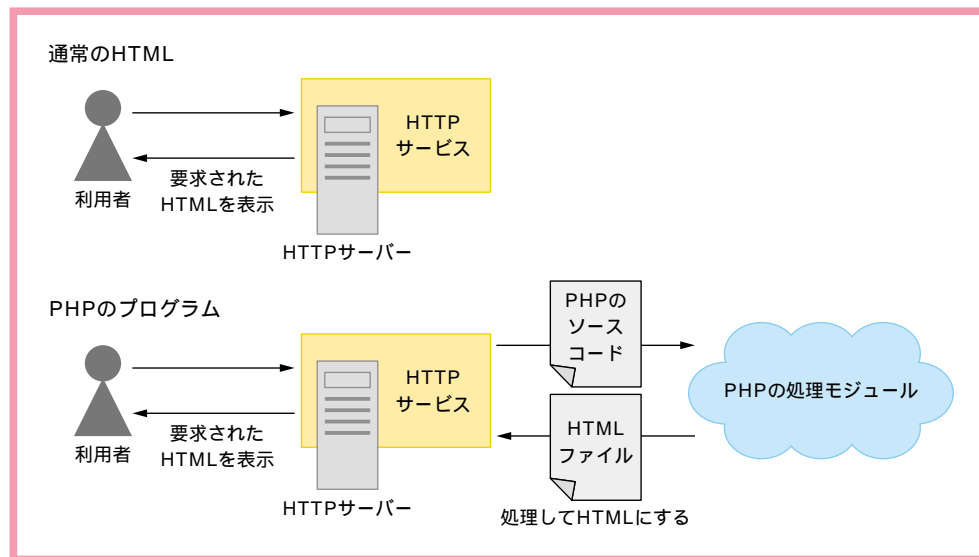 通常のHTML
HTTP
サービス
利用者
要求された
HTMLを表示
HTTPサーバー
PHPのプログラム
PHPの
ソース
コード
HTTP
サービス
PHPの処理モジュール
利用者
要求された
HTMLを表示
HTML
ファイル
HTTPサーバー
処理してHTMLにする